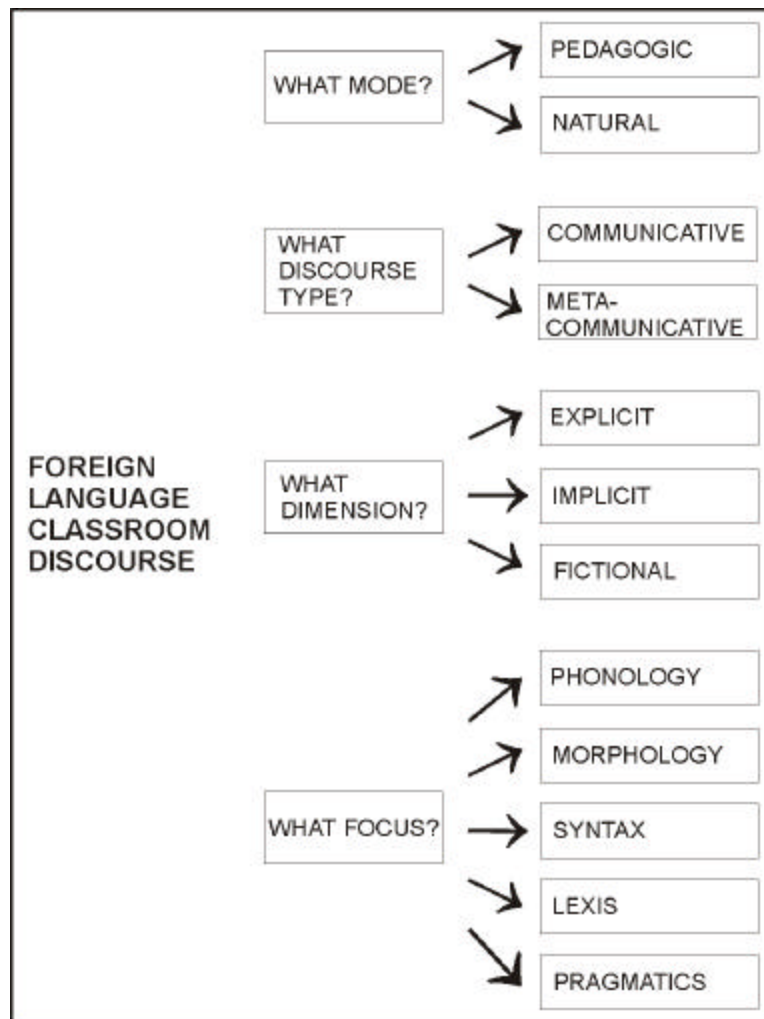 FOREIGN
LANGUAGE
CLASSROOM
DISCOURSE
WHAT MODE?
PEDAGOGIC
NATURAL
WHAT
DISCOURSE
TYPE?
COMMUNICATIVE
META-
COMMUNICATIVE
WHAT
DIMENSION?
EXPLICIT
IMPLICIT
FICTIONAL
WHAT FOCUS?
PHONOLOGY
MORPHOLOGY
SYNTAX
LEXIS
PRAGMATICS